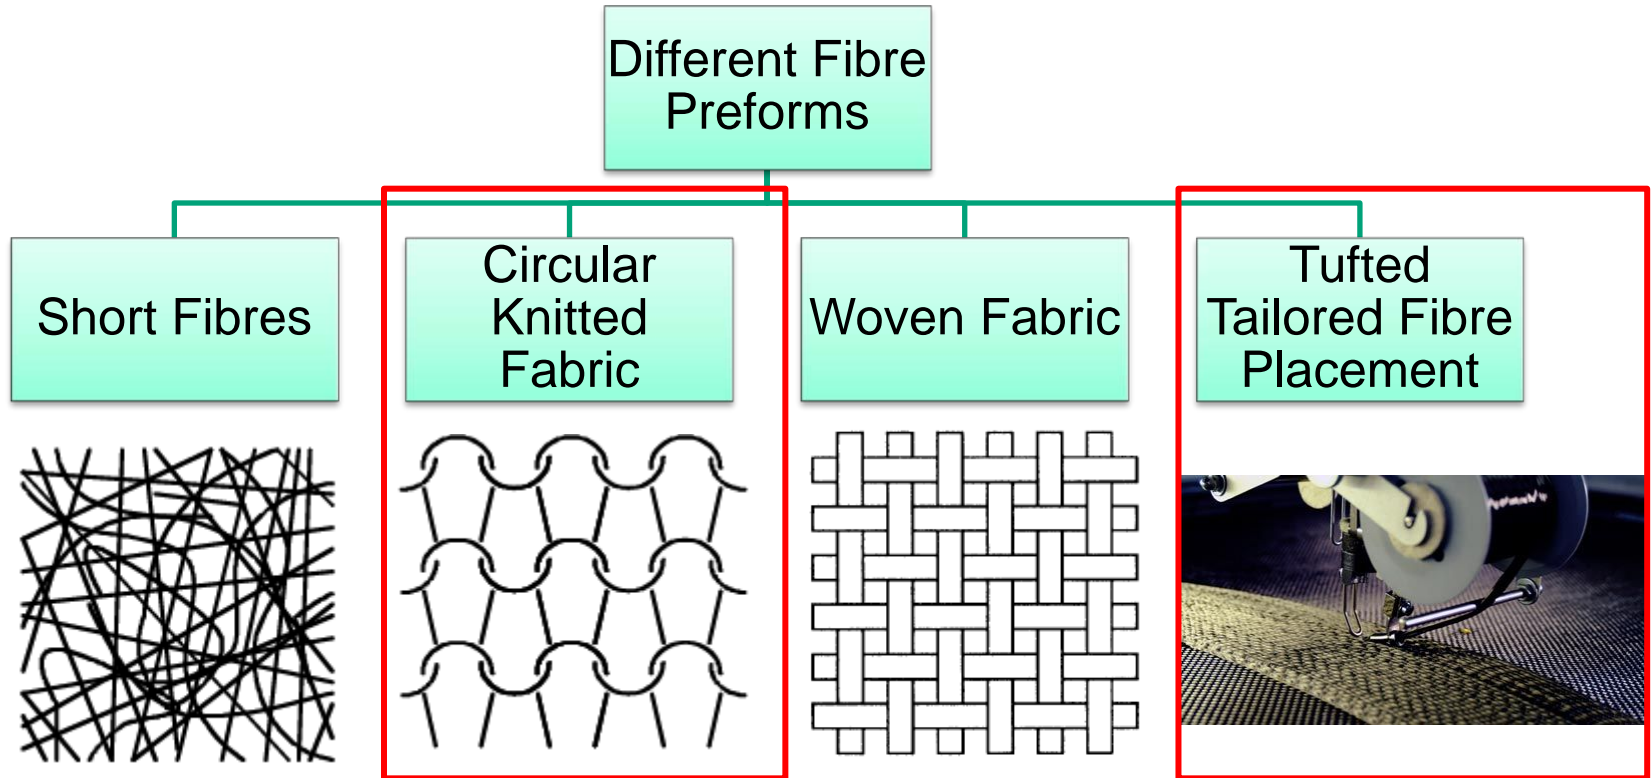 Different Fibre
Preforms
Short Fibres
Circular
Knitted
Fabric
Woven Fabric
Tufted
Tailored Fibre
Placement